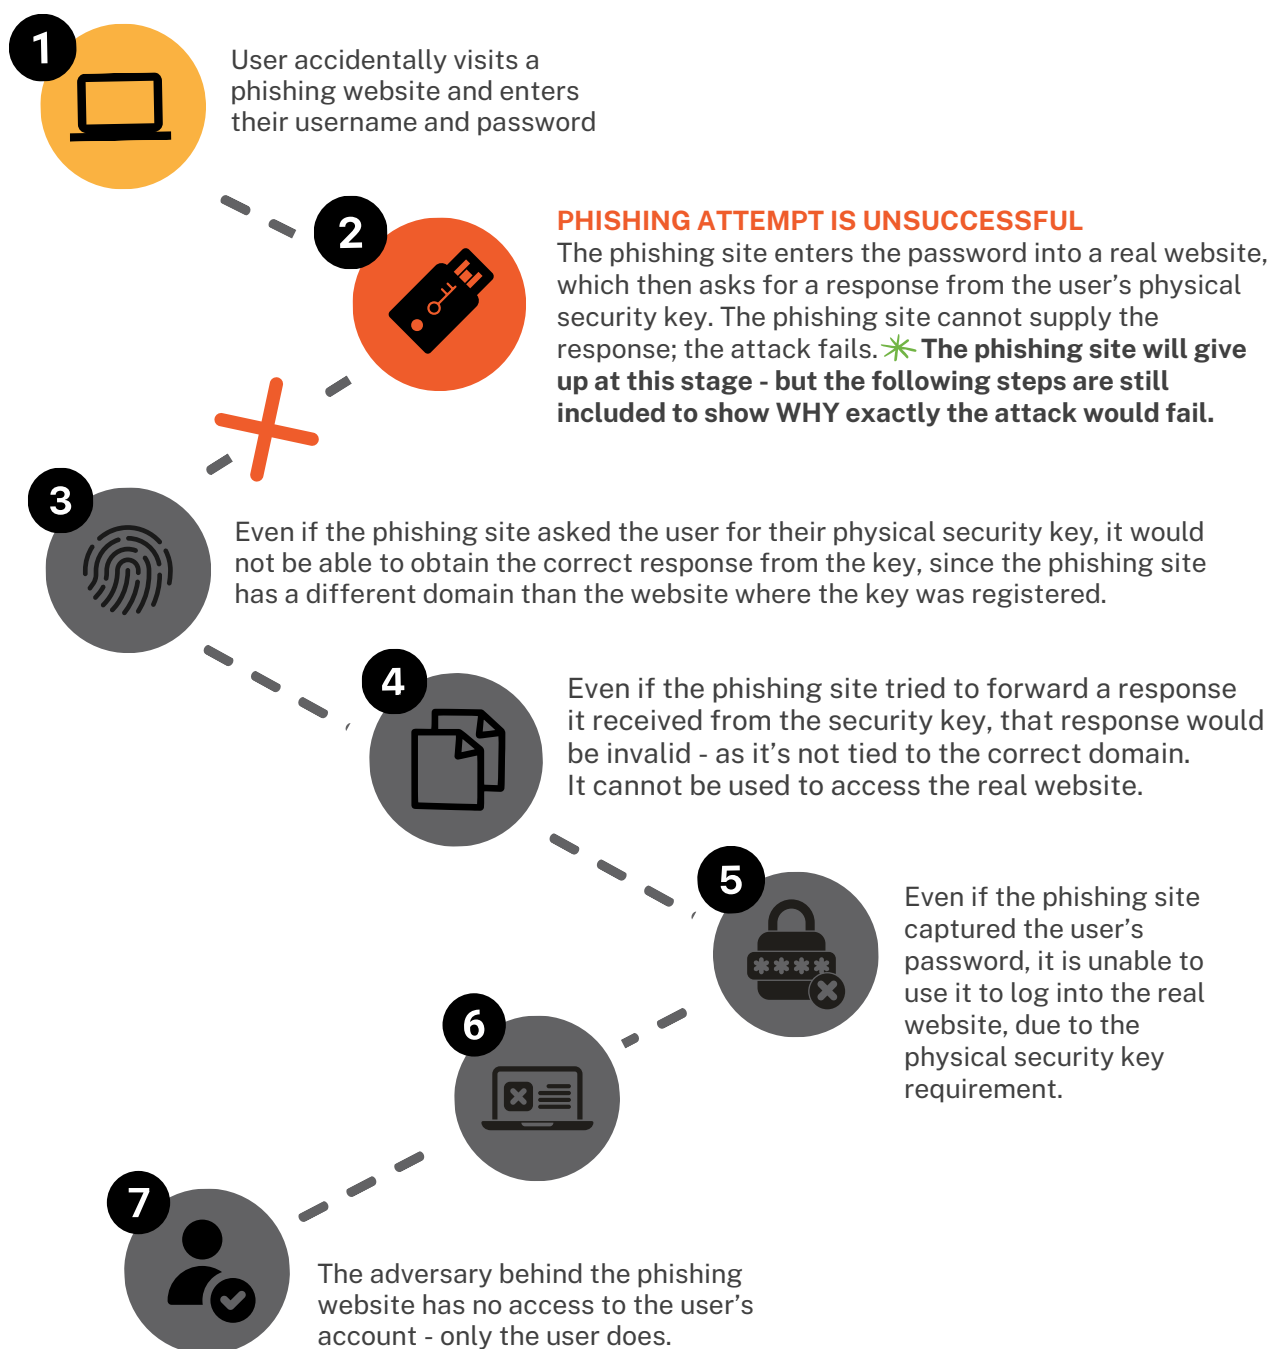 1
User accidentally visits a
phishing website and enters
their username and password
2
PHISHING ATTEMPT IS UNSUCCESSFUL
The phishing site enters the password into a real website,
which then asks for a response from the user’s physical
security key. The phishing site cannot supply the
response; the attack fails. The phishing site will give
up at this stage - but the following steps are still
included to show WHY exactly the attack would fail.
3
Even if the phishing site asked the user for their physical security key, it would
not be able to obtain the correct response from the key, since the phishing site
has a different domain than the website where the key was registered.
4
Even if the phishing site tried to forward a response
it received from the security key, that response would
be invalid - as it’s not tied to the correct domain.
It cannot be used to access the real website.
5
Even if the phishing site
captured the user’s
password, it is unable to
use it to log into the real
website, due to the
physical security key
requirement.
6
7
The adversary behind the phishing
website has no access to the user’s
account - only the user does.